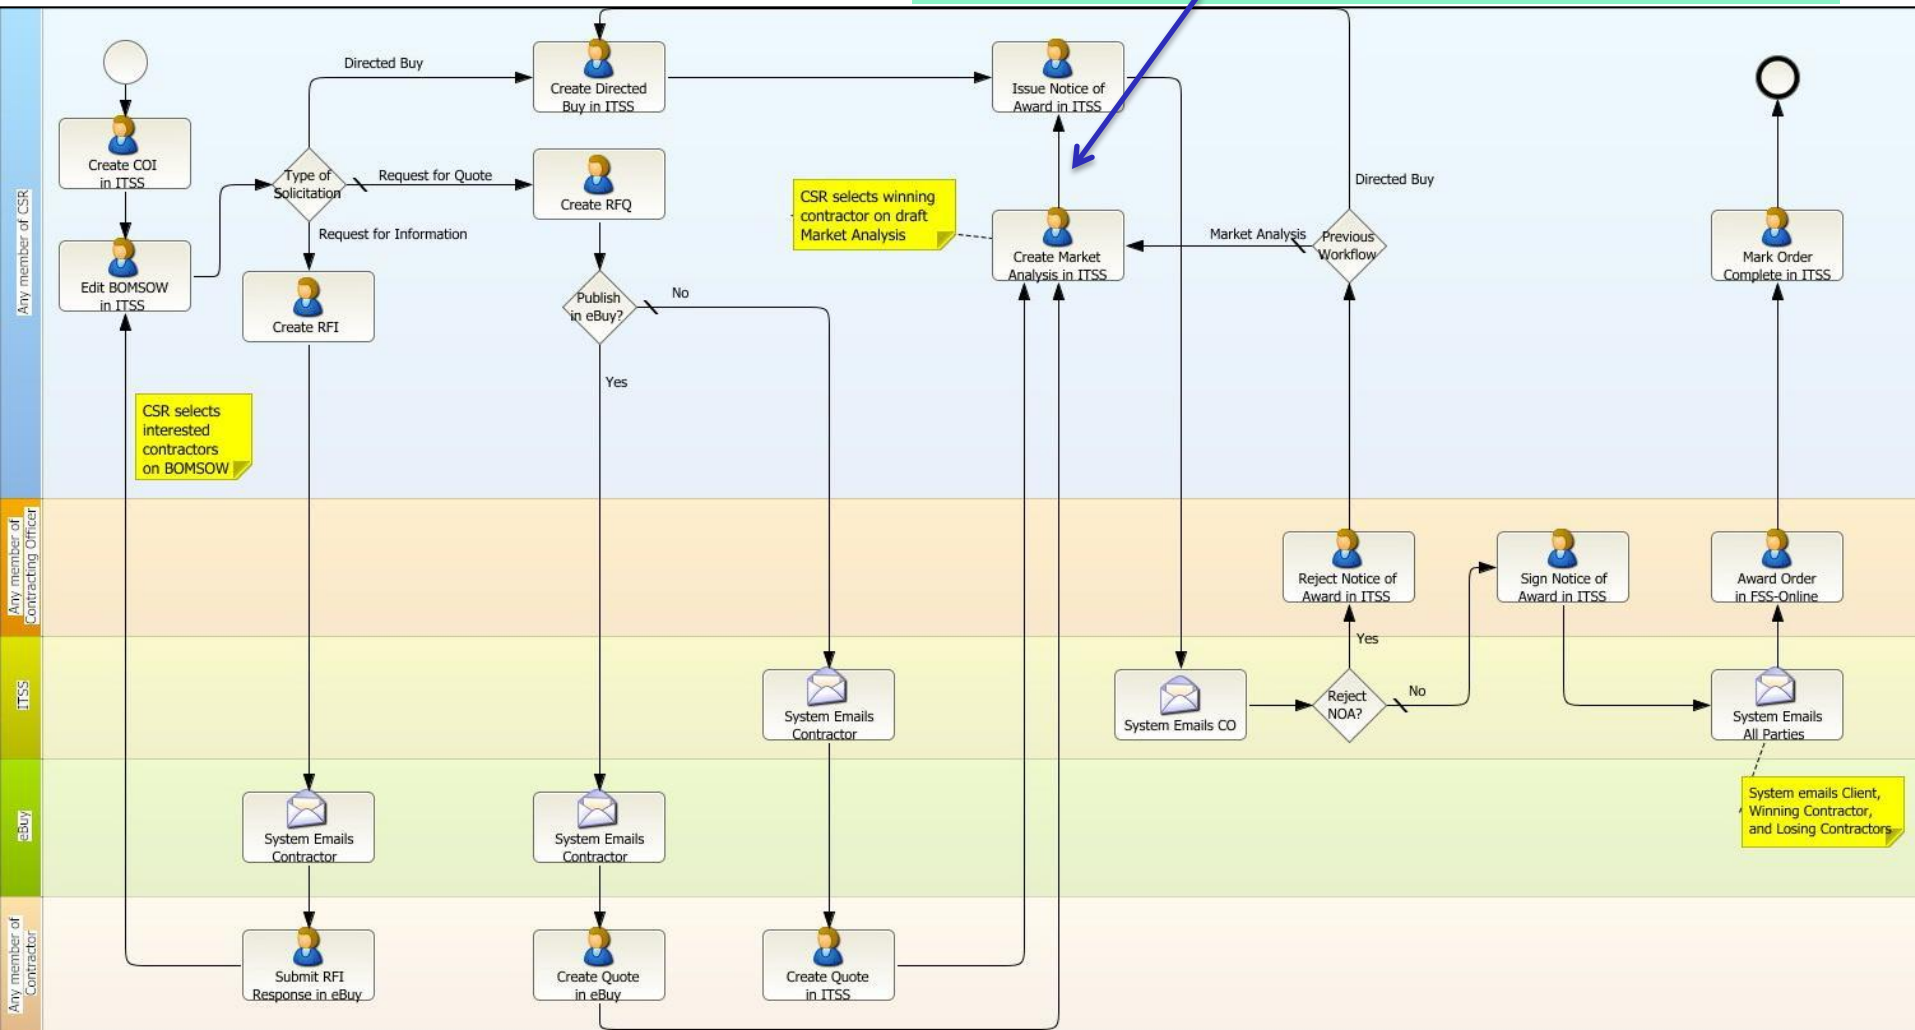 Any member of CSR
Create COI
in ITSS
Edit BOMSOW
in ITSS
CSR selects
interested
contractors
on BOMSOW
Type of
Solicitation
Directed Buy
Request for Quote
Request for Information
Create RFI
Create Directed
Buy in ITSS
Create RFQ
Publish
in eBuy?
No
Yes
CSR selects winning
contractor on draft
Market Analysis
Issue Notice of
Award in ITSS
Create Market
Analysis in ITSS
Market Analysis
Previous
Workflow
Directed Buy
Mark Order
Complete in ITSS
Any member of
Contracting Officer
Reject Notice of
Award in ITSS
Sign Notice of
Award in ITSS
Award Order
in FSS-Online
Yes
ITSS
System Emails
Contractor
System Emails CO
Reject
NOA?
No
System Emails
All Parties
eBuy
System Emails
Contractor
System Emails
Contractor
System emails Client,
Winning Contractor,
and Losing Contractors
Any member of
Contractor
Submit RFI
Response in eBuy
Create Quote
in eBuy
Create Quote
in ITSS